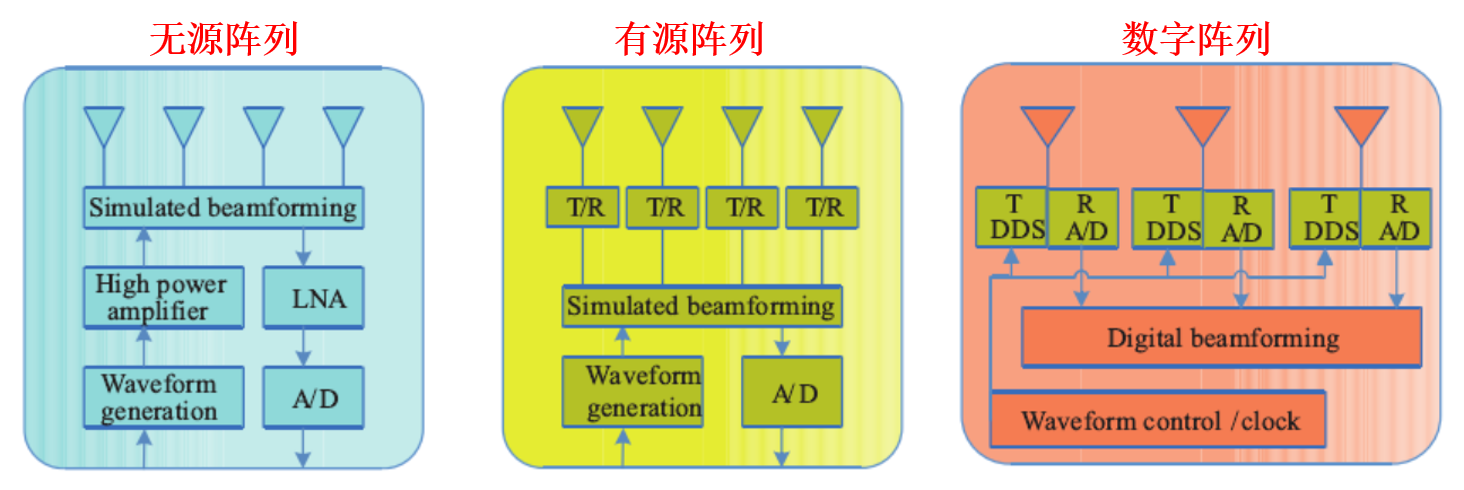 无源阵列
Simulated beamforming
High power
amplifier
LNA
Waveform
generation
A/D
有源阵列
T/R
T/R
T/R
T/R
Simulated beamforming
Waveform
generation
A/D
数字阵列
T
DDS
R
A/D
T
DDS
R
A/D
T
DDS
R
A/D
Digital beamforming
Waveform control /clock